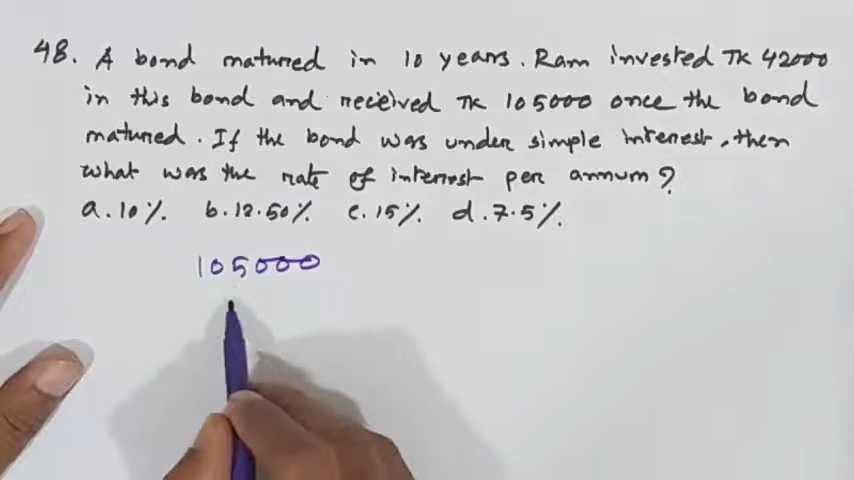 48. A bond matured in 10 years. Ram invested TK 42000
in this bond and received TK 105000 once the bond
matured. If the bond was under simple interest, then
what was the rate of interest per annum?
a. 10%. b. 12.50%. c. 15%. d. 7.5%.
105000